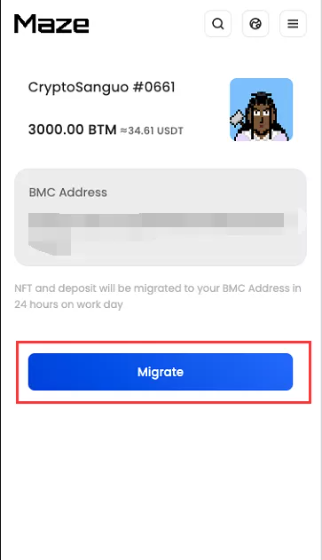 Maze
CryptoSanguo #0661
3000.00 BTM ≈34.61 USDT
BMC Address
NFT and deposit will be migrated to your BMC Address in
24 hours on work day
Migrate